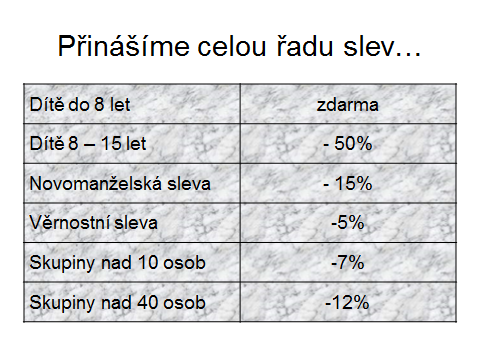 Přinášíme celou řadu slev…
Dítě do 8 let zdarma
Dítě 8 – 15 let - 50%
Novomanželská sleva - 15%
Věrnostní sleva -5%
Skupiny nad 10 osob -7%
Skupiny nad 40 osob -12%